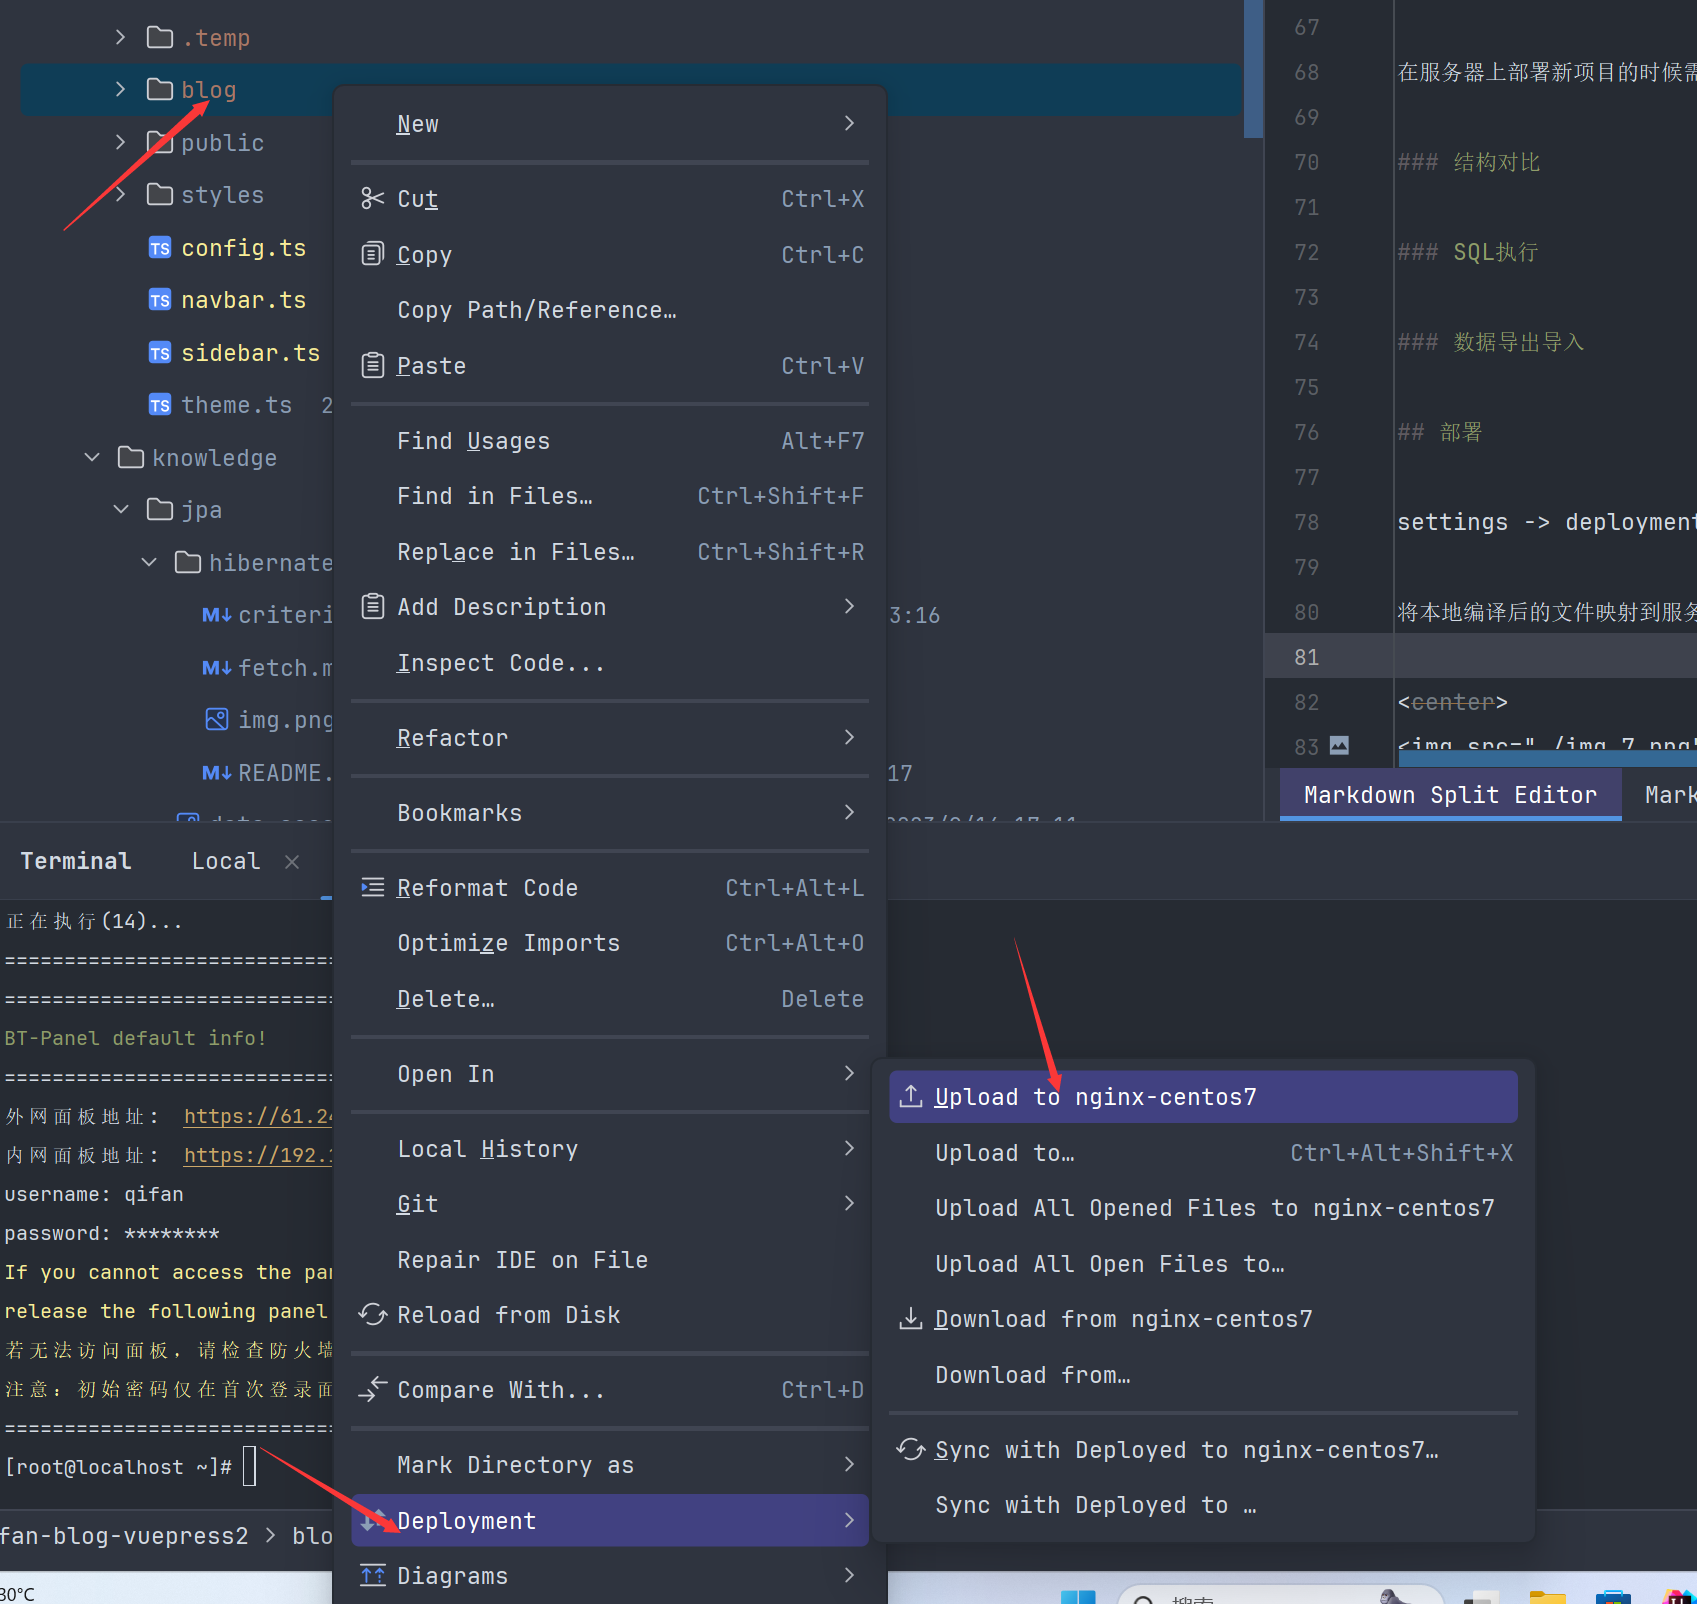 .temp
blog
public
styles
config.ts
navbar.ts
sidebar.ts
theme.ts 2
knowledge
jpa
hibernate
criteri
3:16
fetch.m
img.png
README.
17
New
Cut Ctrl+X
Copy Ctrl+C
Copy Path/Reference…
Paste Ctrl+V
Find Usages Alt+F7
Find in Files… Ctrl+Shift+F
Replace in Files… Ctrl+Shift+R
Add Description
Inspect Code...
Refactor
Bookmarks
Reformat Code Ctrl+Alt+L
Optimize Imports Ctrl+Alt+O
Delete… Delete
Open In
Local History
Git
Repair IDE on File
Reload from Disk
Compare With... Ctrl+D
Mark Directory as
Deployment
Diagrams
Upload to nginx-centos7
Upload to… Ctrl+Alt+Shift+X
Upload All Opened Files to nginx-centos7
Upload All Open Files to…
Download from nginx-centos7
Download from…
Sync with Deployed to nginx-centos7…
Sync with Deployed to …
67
68 在服务器上部署新项目的时候需
69
70 ### 结构对比
71
72 ### SQL执行
73
74 ### 数据导出导入
75
76 ## 部署
77
78 settings -> deployment
79
80 将本地编译后的文件映射到服务
81
82 <center>
83 <img src="./img_7.png"
Markdown Split Editor Mark
Terminal Local
正在执行(14)...
============================
============================
BT-Panel default info!
============================
外网面板地址: https://61.24
内网面板地址: https://192.1
username: qifan
password: ********
If you cannot access the pan
release the following panel
若无法访问面板，请检查防火墙
注意：初始密码仅在首次登录面
============================
[root@localhost ~]#
fan-blog-vuepress2 > blo
30°C
搜索